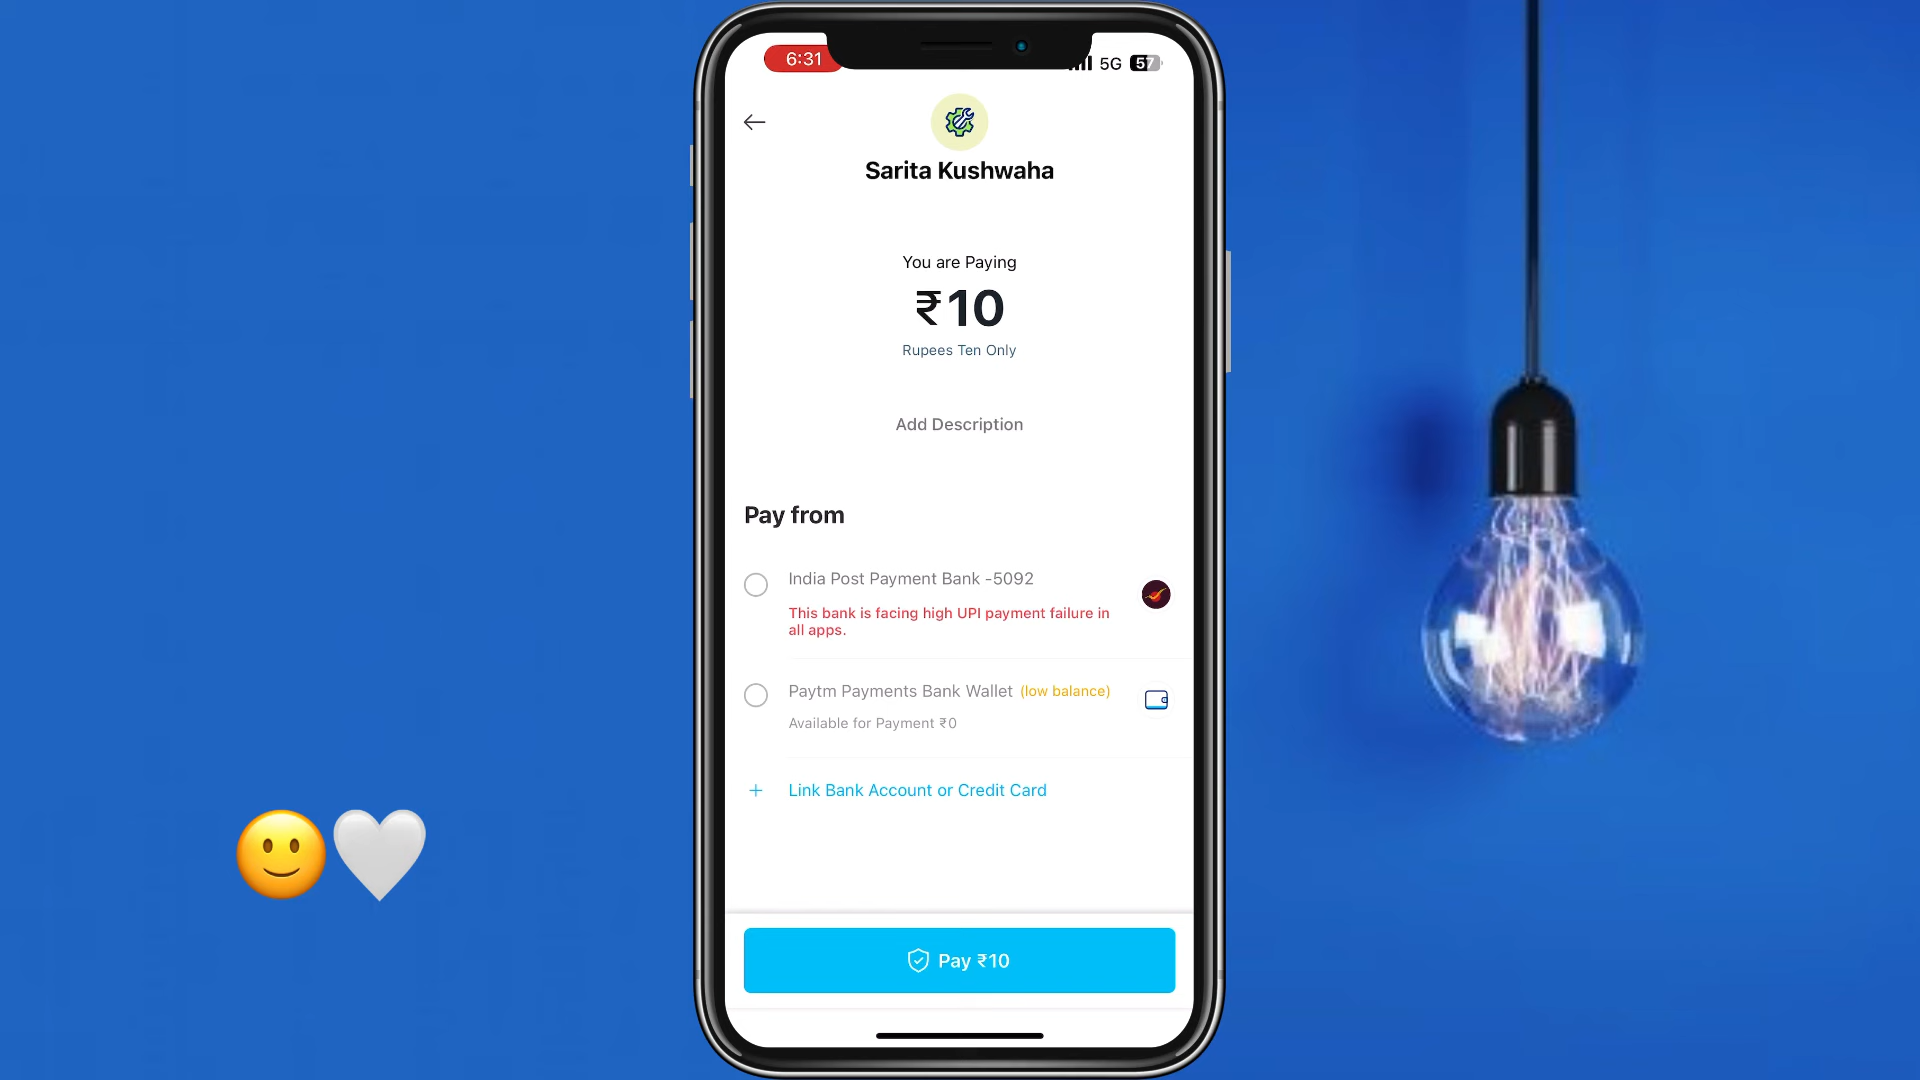 6:31
5G 57
Sarita Kushwaha
You are Paying
₹10
Rupees Ten Only
Add Description
Pay from
India Post Payment Bank -5092
This bank is facing high UPI payment failure in
all apps.
Paytm Payments Bank Wallet (low balance)
Available for Payment ₹0
+ Link Bank Account or Credit Card
Pay ₹10